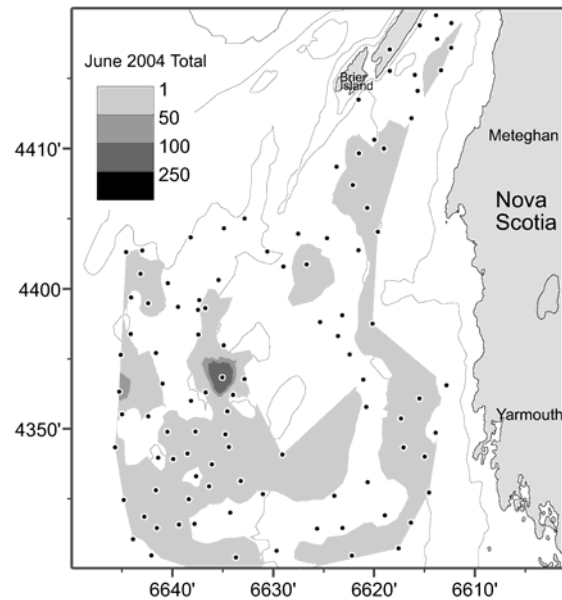 June 2004 Total
1
50
100
250
Brier
Island
Meteghan
Nova
Scotia
Yarmouth
4410'
4400'
4350'
6640'
6630'
6620'
6610'